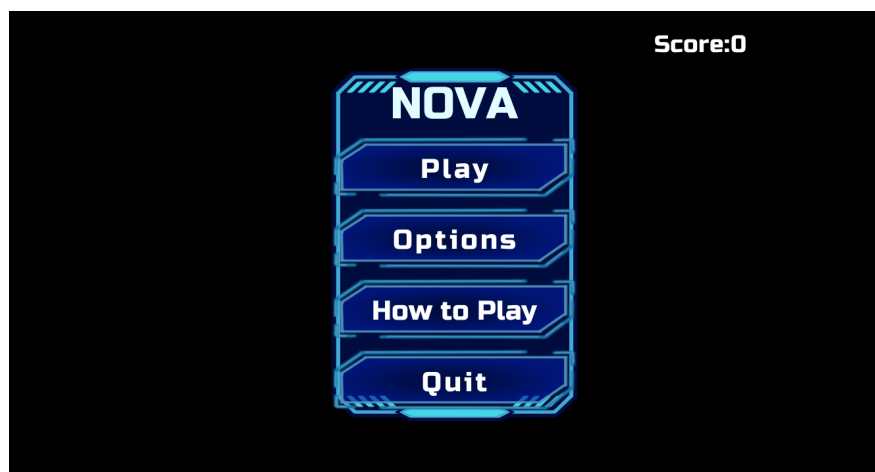 Score:0
NOVA
Play
Options
How to Play
Quit